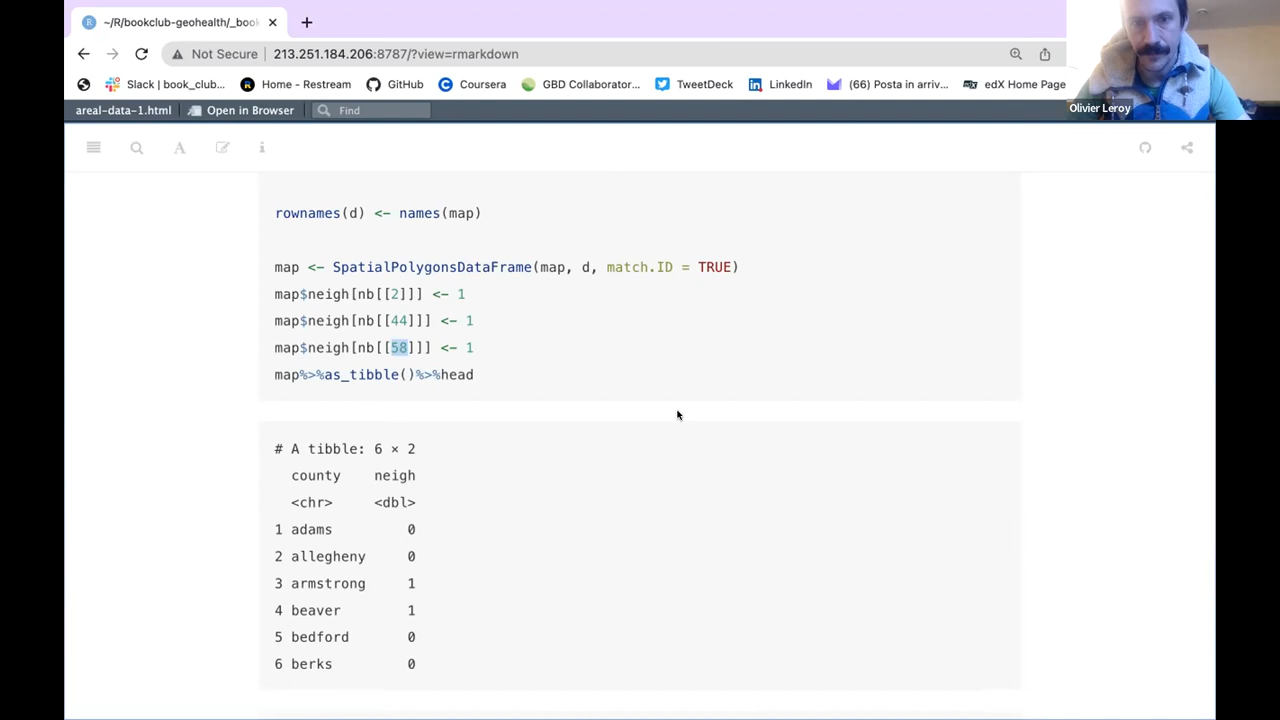 ~/R/bookclub-geohealth/_book
Not Secure 213.251.184.206:8787/?view=rmarkdown
Slack | book_club... Home - Restream GitHub Coursera GBD Collaborator... TweetDeck LinkedIn (66) Posta in arriv... edX Home Page
Olivier Leroy
areal-data-1.html Open in Browser Find
rownames(d) <- names(map)
map <- SpatialPolygonsDataFrame(map, d, match.ID = TRUE)
map$neigh[nb[[2]]] <- 1
map$neigh[nb[[44]]] <- 1
map$neigh[nb[[58]]] <- 1
map%>%as_tibble()%>%head
# A tibble: 6 × 2
county neigh
<chr> <dbl>
1 adams 0
2 allegheny 0
3 armstrong 1
4 beaver 1
5 bedford 0
6 berks 0